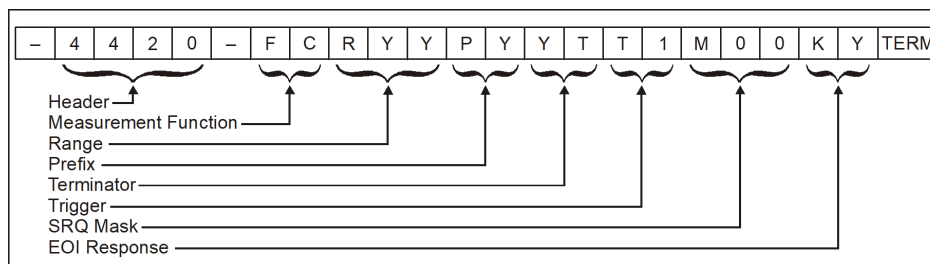 – 4 4 2 0 – F C R Y Y P Y Y T T 1 M 0 0 K Y TERM
Header
Measurement Function
Range
Prefix
Terminator
Trigger
SRQ Mask
EOI Response